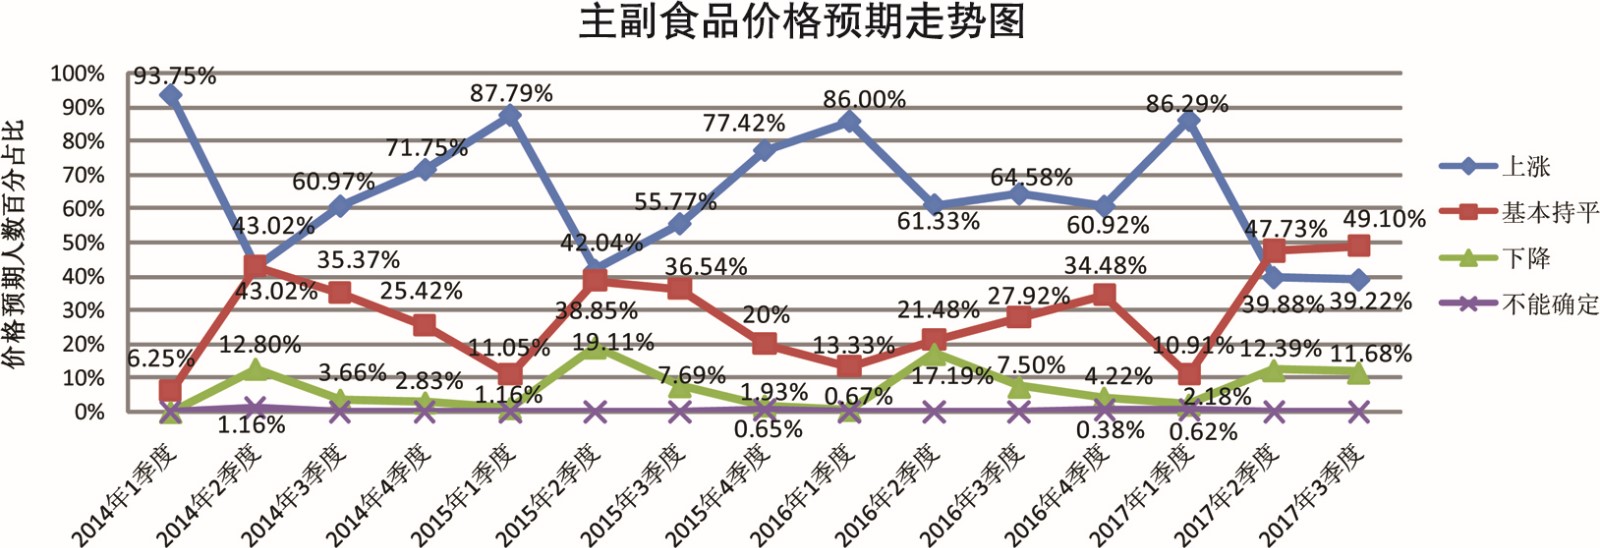 主副食品价格预期走势图
价格预期人数百分占比
100%
90%
80%
70%
60%
50%
40%
30%
20%
10%
0%
93.75%
43.02%
60.97%
71.75%
87.79%
42.04%
55.77%
77.42%
86.00%
61.33%
64.58%
60.92%
86.29%
39.88%
39.22%
6.25%
43.02%
35.37%
25.42%
11.05%
38.85%
36.54%
20%
13.33%
21.48%
27.92%
34.48%
10.91%
47.73%
49.10%
12.80%
3.66%
2.83%
1.16%
19.11%
7.69%
1.93%
0.67%
17.19%
7.50%
4.22%
2.18%
12.39%
11.68%
1.16%
0.65%
0.38%
0.62%
2014年1季度
2014年2季度
2014年3季度
2014年4季度
2015年1季度
2015年2季度
2015年3季度
2015年4季度
2016年1季度
2016年2季度
2016年3季度
2016年4季度
2017年1季度
2017年2季度
2017年3季度
上涨
基本持平
下降
不能确定